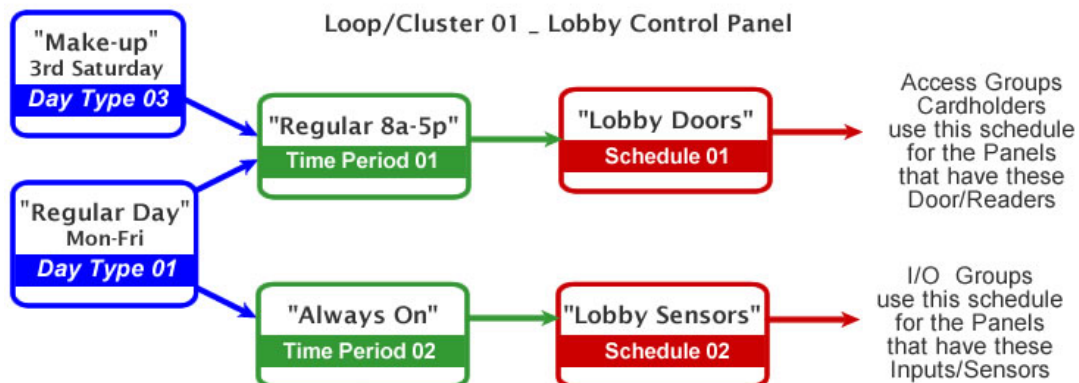 Loop/Cluster 01 _ Lobby Control Panel
"Make-up"
3rd Saturday
Day Type 03
"Regular Day"
Mon-Fri
Day Type 01
"Regular 8a-5p"
Time Period 01
"Always On"
Time Period 02
"Lobby Doors"
Schedule 01
"Lobby Sensors"
Schedule 02
Access Groups
Cardholders
use this schedule
for the Panels
that have these
Door/Readers
I/O Groups
use this schedule
for the Panels
that have these
Inputs/Sensors